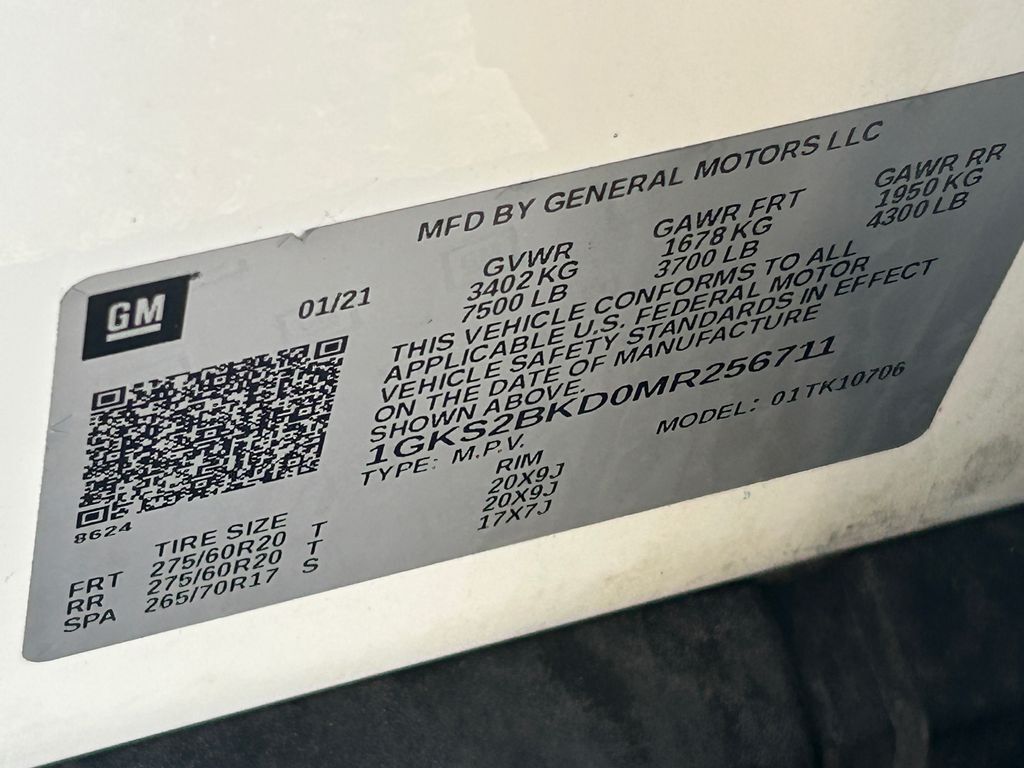 MFD BY GENERAL MOTORS LLC
GM
01/21
GVWR GAWR FRT GAWR RR
3402 KG 1678 KG 1950 KG
7500 LB 3700 LB 4300 LB
THIS VEHICLE CONFORMS TO ALL
APPLICABLE U.S. FEDERAL MOTOR
VEHICLE SAFETY STANDARDS IN EFFECT
ON THE DATE OF MANUFACTURE
SHOWN ABOVE.
1GKS2BKD0MR256711
TYPE: M.P.V. MODEL: 01TK10706
8624
TIRE SIZE RIM
FRT 275/60R20 T 20X9J
RR 275/60R20 T 20X9J
SPA 265/70R17 S 17X7J